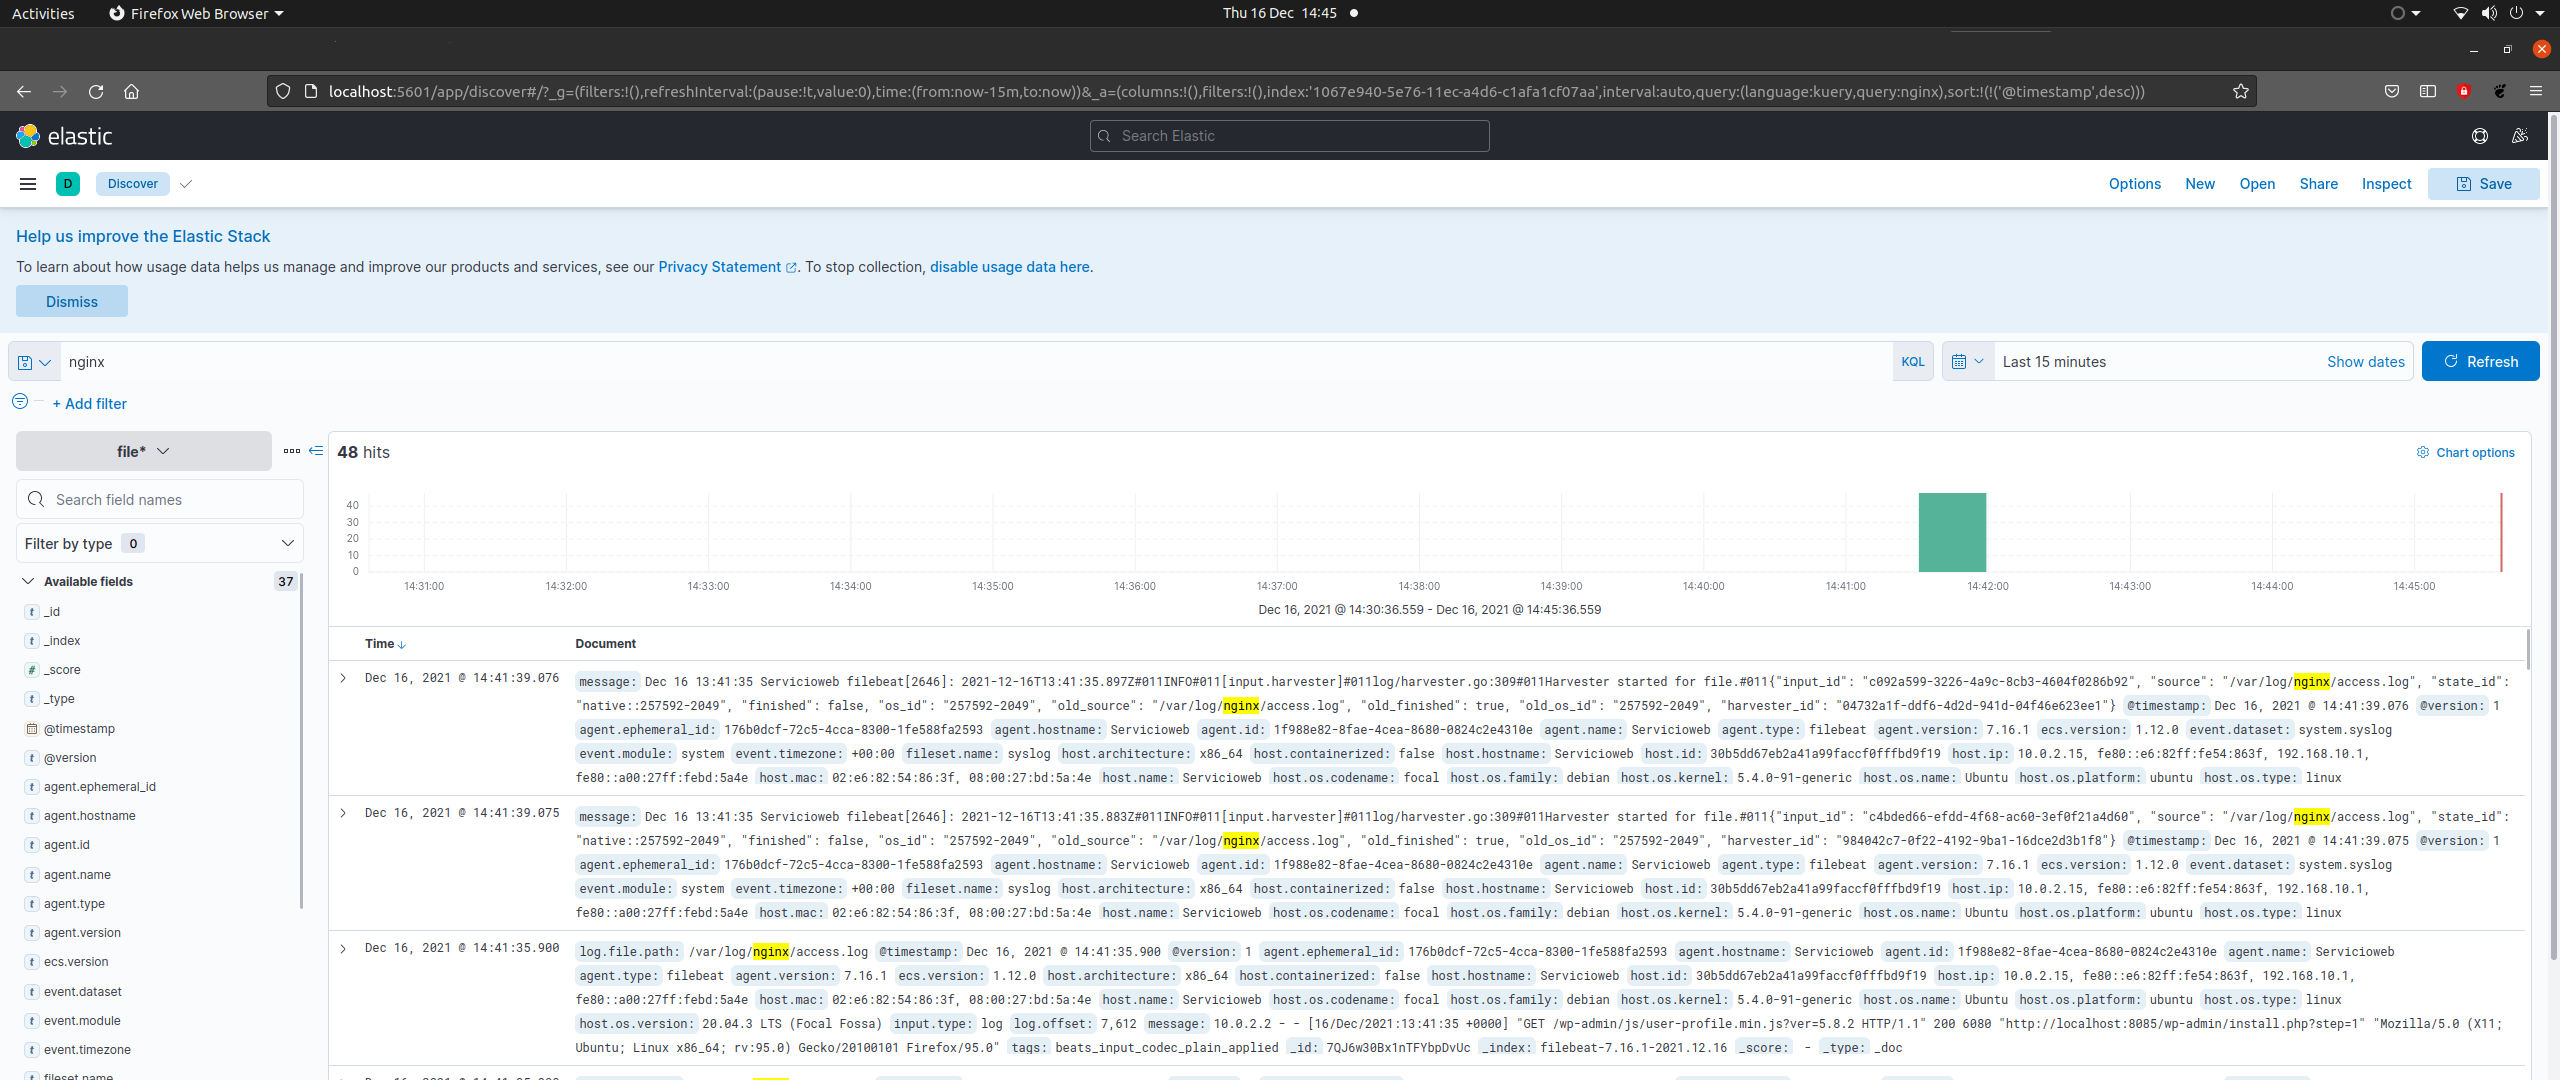 Activities Firefox Web Browser Thu 16 Dec 14:45
localhost:5601/app/discover#/?_g=(filters:!(),refreshInterval:(pause:!t,value:0),time:(from:now-15m,to:now))&_a=(columns:!(),filters:!(),index:'1067e940-5e76-11ec-a4d6-c1afa1cf07aa',interval:auto,query:(language:kuery,query:nginx),sort:!(!('@timestamp',desc)))
elastic Search Elastic
D Discover Options New Open Share Inspect Save
Help us improve the Elastic Stack
To learn about how usage data helps us manage and improve our products and services, see our Privacy Statement. To stop collection, disable usage data here.
Dismiss
nginx KQL Last 15 minutes Show dates Refresh
+ Add filter
file*
Search field names
Filter by type 0
Available fields 37
_id
_index
_score
_type
@timestamp
@version
agent.ephemeral_id
agent.hostname
agent.id
agent.name
agent.type
agent.version
ecs.version
event.dataset
event.module
event.timezone
fileset.name
48 hits Chart options
40
30
20
10
0
14:31:00 14:32:00 14:33:00 14:34:00 14:35:00 14:36:00 14:37:00 14:38:00 14:39:00 14:40:00 14:41:00 14:42:00 14:43:00 14:44:00 14:45:00
Dec 16, 2021 @ 14:30:36.559 - Dec 16, 2021 @ 14:45:36.559
Time Document
Dec 16, 2021 @ 14:41:39.076 message: Dec 16 13:41:35 Servicioweb filebeat[2646]: 2021-12-16T13:41:35.897Z#011INFO#011[input.harvester]#011log/harvester.go:309#011Harvester started for file.#011{"input_id": "c092a599-3226-4a9c-8cb3-4604f0286b92", "source": "/var/log/nginx/access.log", "state_id":
"native::257592-2049", "finished": false, "os_id": "257592-2049", "old_source": "/var/log/nginx/access.log", "old_finished": true, "old_os_id": "257592-2049", "harvester_id": "04732a1f-ddf6-4d2d-941d-04f46e623ee1"} @timestamp: Dec 16, 2021 @ 14:41:39.076 @version: 1
agent.ephemeral_id: 176b0dcf-72c5-4cca-8300-1fe588fa2593 agent.hostname: Servicioweb agent.id: 1f988e82-8fae-4cea-8680-0824c2e4310e agent.name: Servicioweb agent.type: filebeat agent.version: 7.16.1 ecs.version: 1.12.0 event.dataset: system.syslog
event.module: system event.timezone: +00:00 fileset.name: syslog host.architecture: x86_64 host.containerized: false host.hostname: Servicioweb host.id: 30b5dd67eb2a41a99faccf0fffbd9f19 host.ip: 10.0.2.15, fe80::e6:82ff:fe54:863f, 192.168.10.1,
fe80::a00:27ff:febd:5a4e host.mac: 02:e6:82:54:86:3f, 08:00:27:bd:5a:4e host.name: Servicioweb host.os.codename: focal host.os.family: debian host.os.kernel: 5.4.0-91-generic host.os.name: Ubuntu host.os.platform: ubuntu host.os.type: linux
Dec 16, 2021 @ 14:41:39.075 message: Dec 16 13:41:35 Servicioweb filebeat[2646]: 2021-12-16T13:41:35.883Z#011INFO#011[input.harvester]#011log/harvester.go:309#011Harvester started for file.#011{"input_id": "c4bded66-efdd-4f68-ac60-3ef0f21a4d60", "source": "/var/log/nginx/access.log", "state_id":
"native::257592-2049", "finished": false, "os_id": "257592-2049", "old_source": "/var/log/nginx/access.log", "old_finished": true, "old_os_id": "257592-2049", "harvester_id": "984042c7-0f22-4192-9ba1-16dce2d3b1f8"} @timestamp: Dec 16, 2021 @ 14:41:39.075 @version: 1
agent.ephemeral_id: 176b0dcf-72c5-4cca-8300-1fe588fa2593 agent.hostname: Servicioweb agent.id: 1f988e82-8fae-4cea-8680-0824c2e4310e agent.name: Servicioweb agent.type: filebeat agent.version: 7.16.1 ecs.version: 1.12.0 event.dataset: system.syslog
event.module: system event.timezone: +00:00 fileset.name: syslog host.architecture: x86_64 host.containerized: false host.hostname: Servicioweb host.id: 30b5dd67eb2a41a99faccf0fffbd9f19 host.ip: 10.0.2.15, fe80::e6:82ff:fe54:863f, 192.168.10.1,
fe80::a00:27ff:febd:5a4e host.mac: 02:e6:82:54:86:3f, 08:00:27:bd:5a:4e host.name: Servicioweb host.os.codename: focal host.os.family: debian host.os.kernel: 5.4.0-91-generic host.os.name: Ubuntu host.os.platform: ubuntu host.os.type: linux
Dec 16, 2021 @ 14:41:35.900 log.file.path: /var/log/nginx/access.log @timestamp: Dec 16, 2021 @ 14:41:35.900 @version: 1 agent.ephemeral_id: 176b0dcf-72c5-4cca-8300-1fe588fa2593 agent.hostname: Servicioweb agent.id: 1f988e82-8fae-4cea-8680-0824c2e4310e agent.name: Servicioweb
agent.type: filebeat agent.version: 7.16.1 ecs.version: 1.12.0 host.architecture: x86_64 host.containerized: false host.hostname: Servicioweb host.id: 30b5dd67eb2a41a99faccf0fffbd9f19 host.ip: 10.0.2.15, fe80::e6:82ff:fe54:863f, 192.168.10.1,
fe80::a00:27ff:febd:5a4e host.mac: 02:e6:82:54:86:3f, 08:00:27:bd:5a:4e host.name: Servicioweb host.os.codename: focal host.os.family: debian host.os.kernel: 5.4.0-91-generic host.os.name: Ubuntu host.os.platform: ubuntu host.os.type: linux
host.os.version: 20.04.3 LTS (Focal Fossa) input.type: log log.offset: 7,612 message: 10.0.2.2 - - [16/Dec/2021:13:41:35 +0000] "GET /wp-admin/js/user-profile.min.js?ver=5.8.2 HTTP/1.1" 200 6080 "http://localhost:8085/wp-admin/install.php?step=1" "Mozilla/5.0 (X11;
Ubuntu; Linux x86_64; rv:95.0) Gecko/20100101 Firefox/95.0" tags: beats_input_codec_plain_applied _id: 7QJ6w30Bx1nTFYbpDvUc _index: filebeat-7.16.1-2021.12.16 _score: - _type: _doc